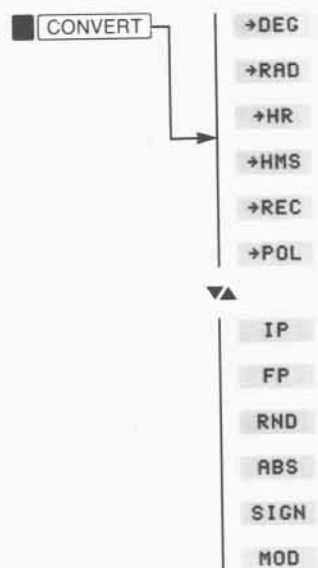 CONVERT
→DEG
→RAD
→HR
→HMS
→REC
→POL
▼▲
IP
FP
RND
ABS
SIGN
MOD